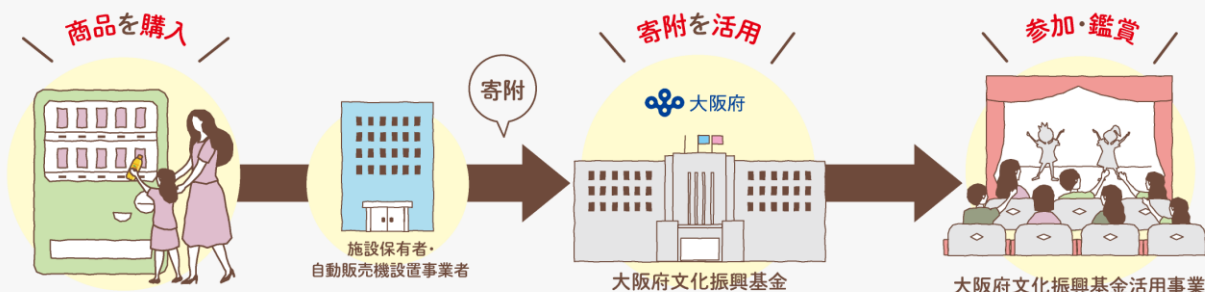 商品を購入
施設保有者・
自動販売機設置事業者
寄附
寄附を活用
大阪府
大阪府文化振興基金
参加・鑑賞
大阪府文化振興基金活用事業